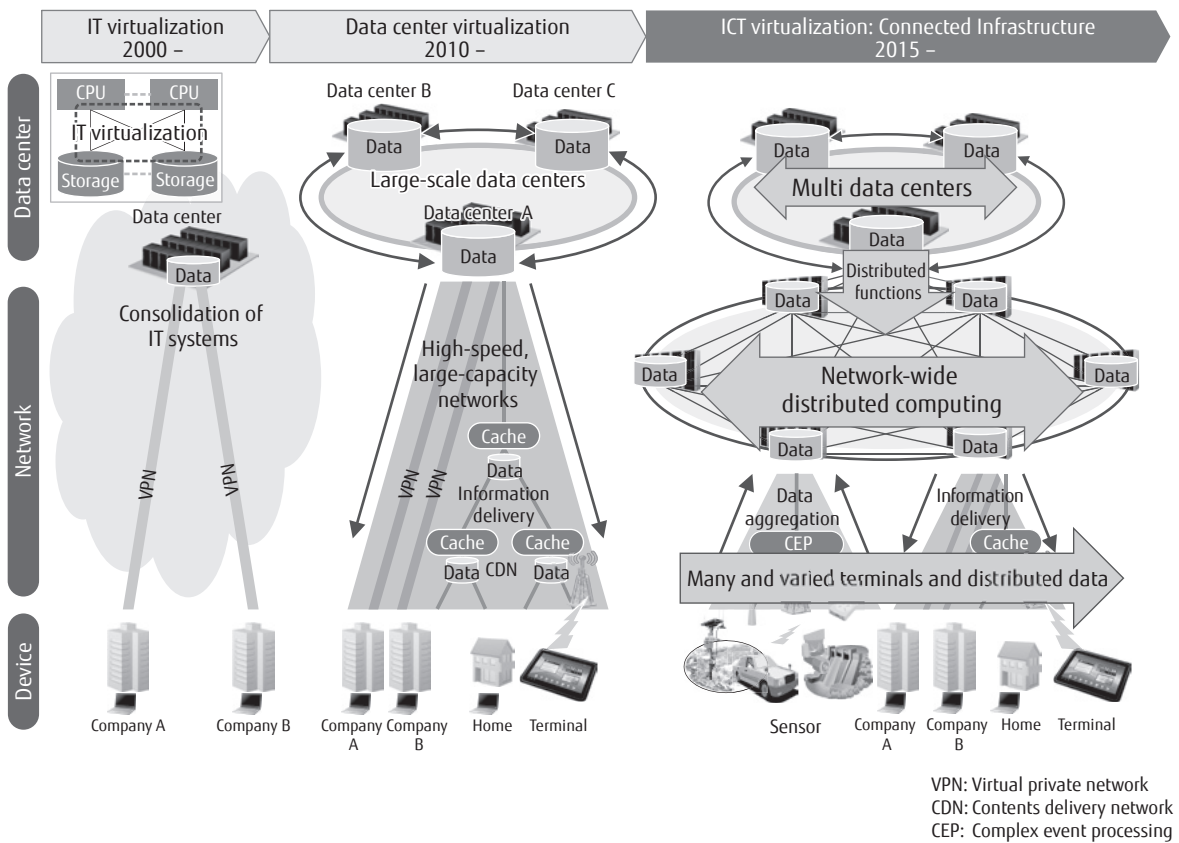 IT virtualization
2000 –
Data center virtualization
2010 –
ICT virtualization: Connected Infrastructure
2015 –
Data center
Network
Device
CPU
CPU
IT virtualization
Storage
Storage
Data center
Data
Consolidation of
IT systems
VPN
VPN
Company A
Company B
Data center B
Data center C
Data
Data
Large-scale data centers
Data center A
Data
High-speed,
large-capacity
networks
Cache
Data
VPN
VPN
Information
delivery
Cache
Cache
Data
CDN
Data
Company
A
Company
B
Home
Terminal
Data
Data
Multi data centers
Data
Distributed
functions
Data
Data
Data
Data
Network-wide
distributed computing
Data
Data
Data
aggregation
CEP
Information
delivery
Cache
Many and varied terminals and distributed data
Sensor
Company
A
Company
B
Home
Terminal
VPN: Virtual private network
CDN: Contents delivery network
CEP: Complex event processing